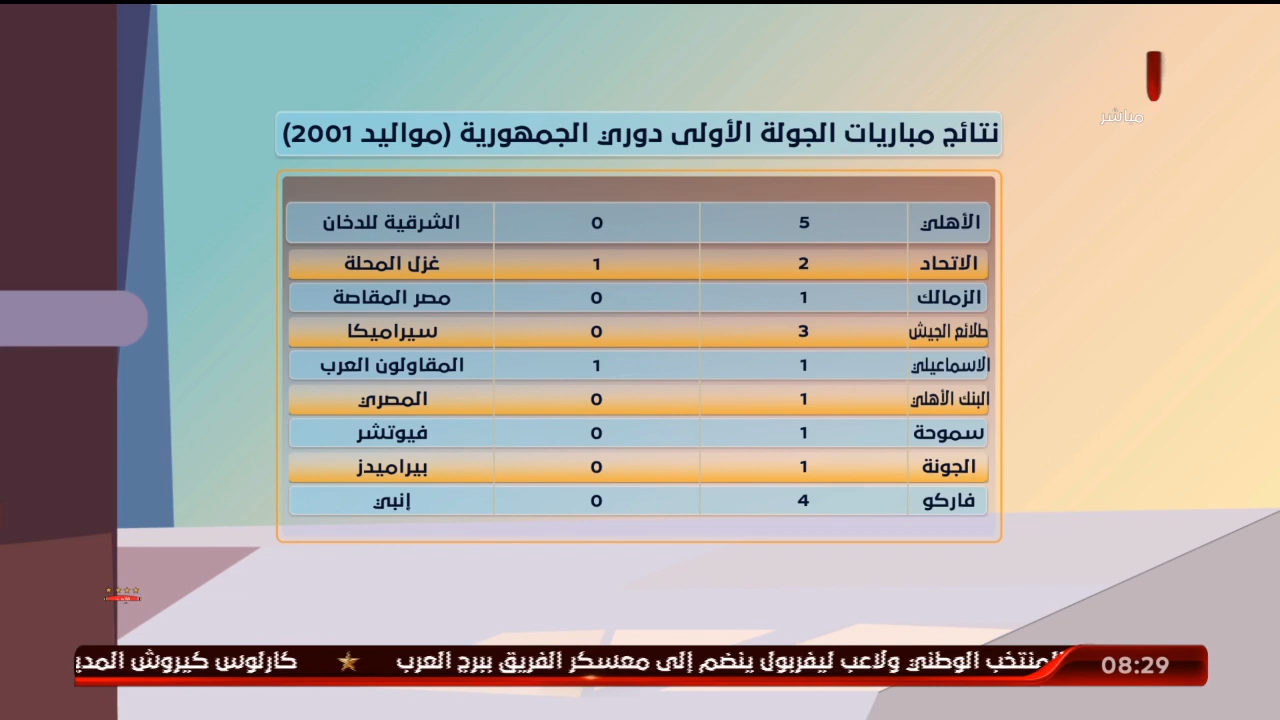 مباشر
نتائج مباريات الجولة الأولى دوري الجمهورية (مواليد 2001)
الأهلي 5 0 الشرقية للدخان
الاتحاد 2 1 غزل المحلة
الزمالك 1 0 مصر المقاصة
طلائع الجيش 3 0 سيراميكا
الاسماعيلي 1 1 المقاولون العرب
البنك الأهلي 1 0 المصري
سموحة 1 0 فيوتشر
الجونة 1 0 بيراميدز
فاركو 4 0 إنبي
08:29 المنتخب الوطني ولاعب ليفربول ينضم إلى معسكر الفريق ببرج العرب كارلوس كيروش المدي